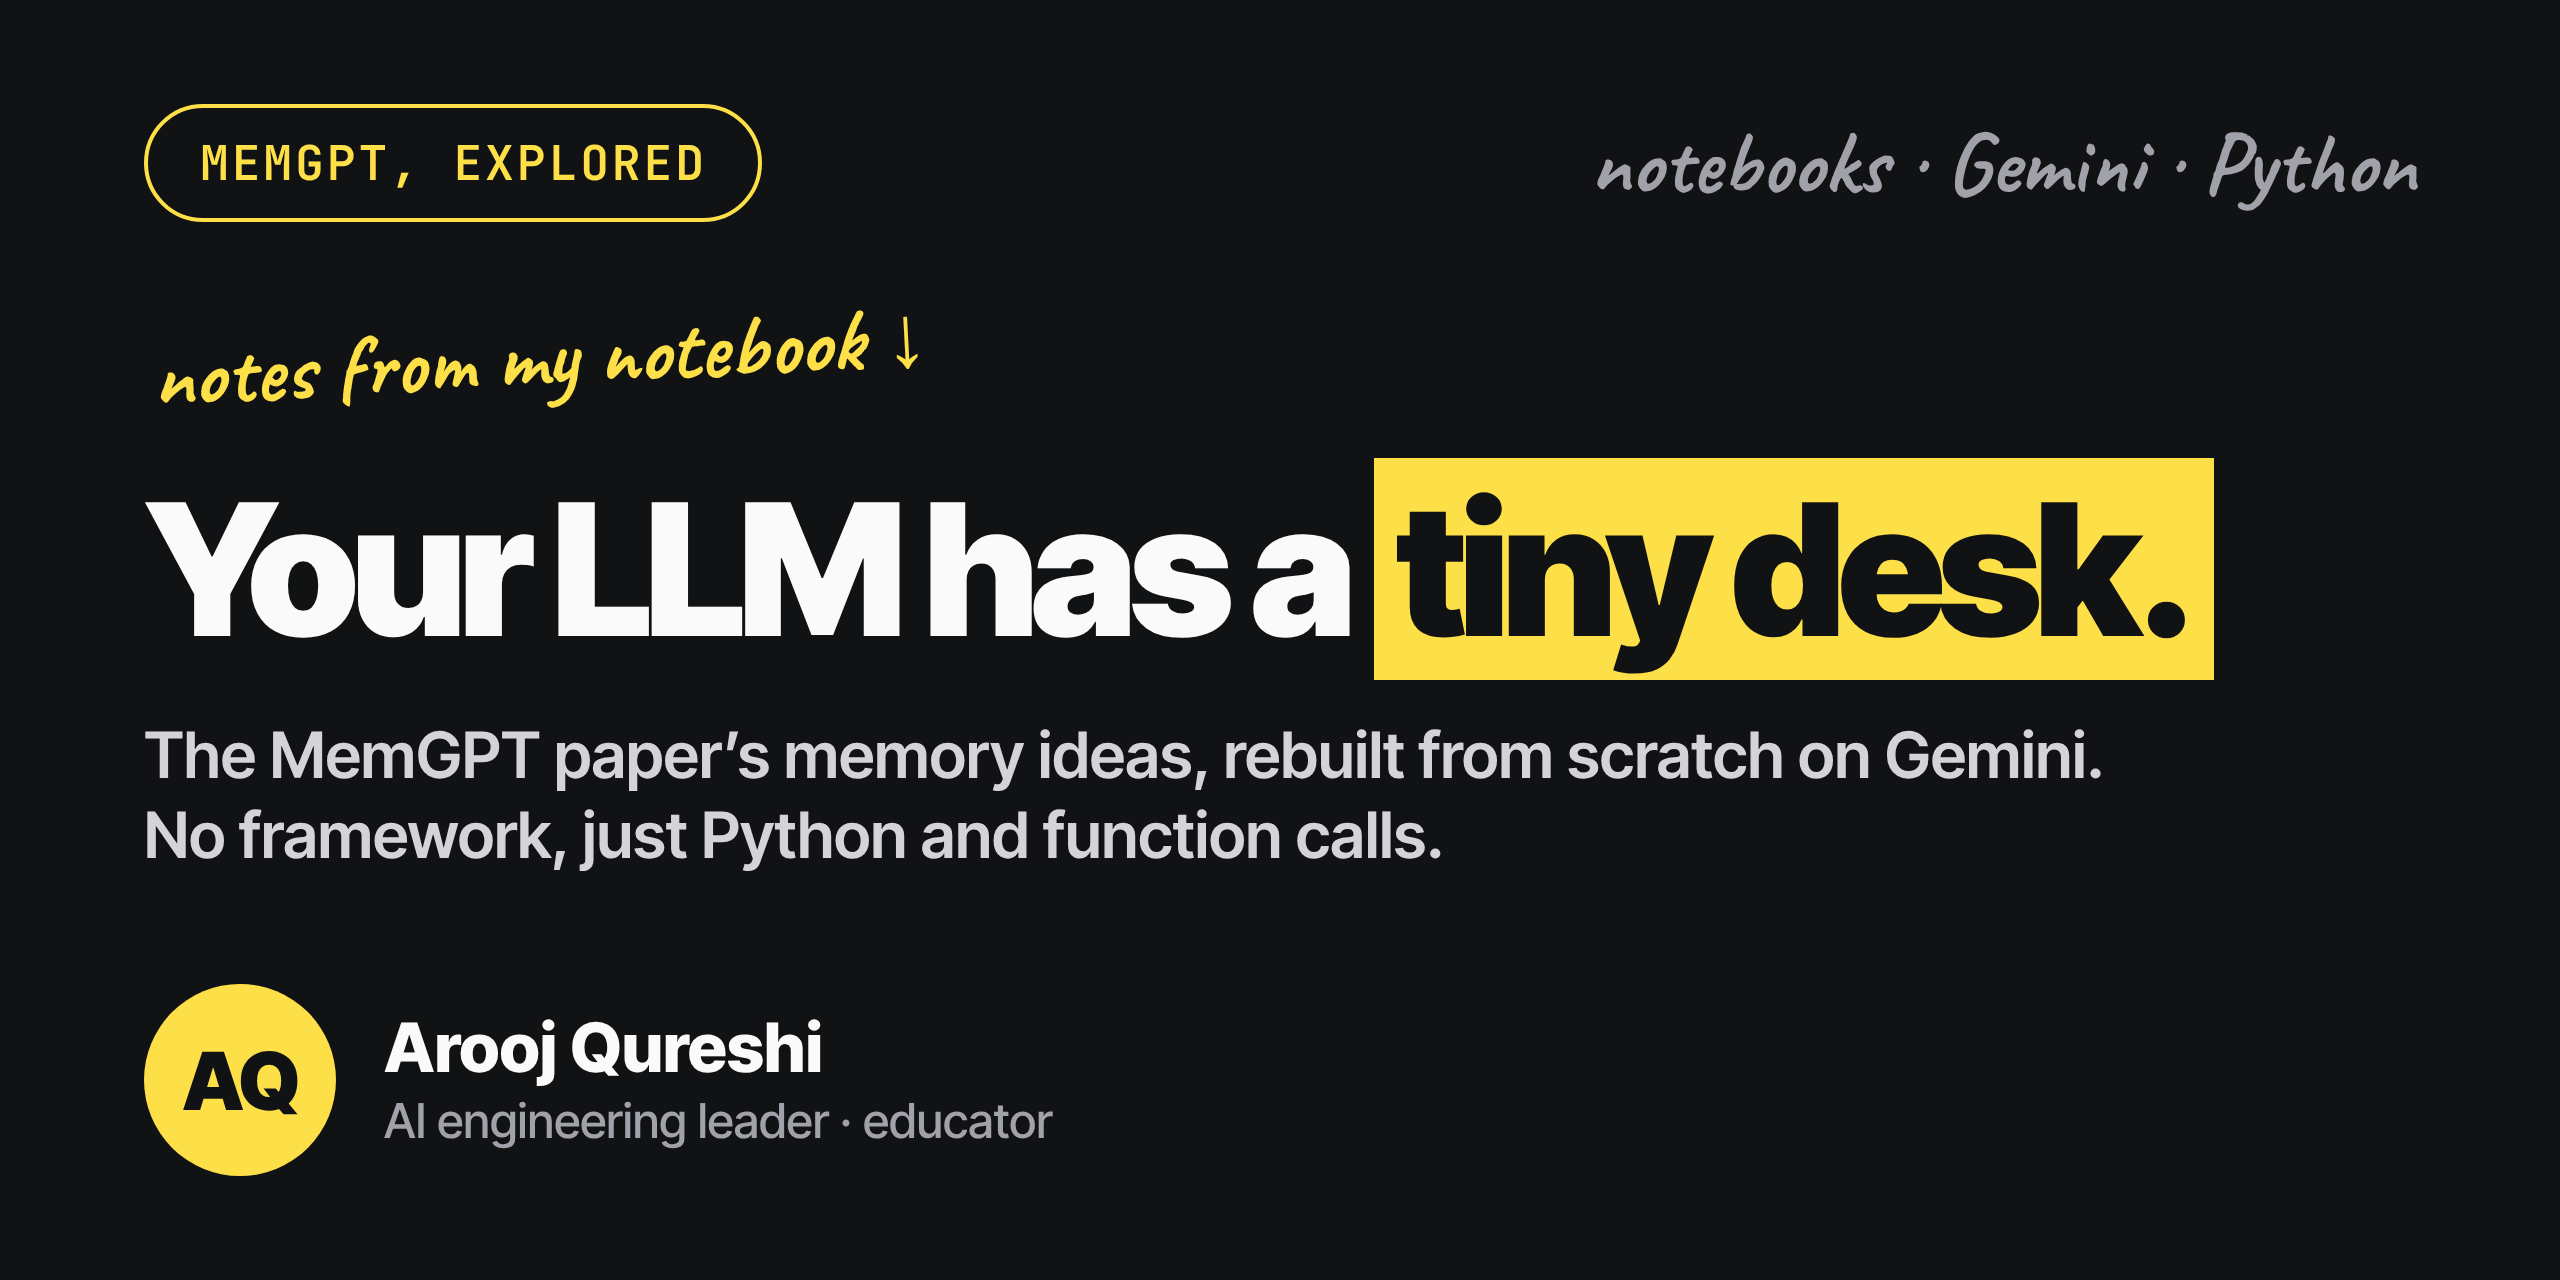 MEMGPT, EXPLORED
notebooks · Gemini · Python
notes from my notebook ↓
Your LLM has a tiny desk.
The MemGPT paper’s memory ideas, rebuilt from scratch on Gemini.
No framework, just Python and function calls.
AQ
Arooj Qureshi
AI engineering leader · educator